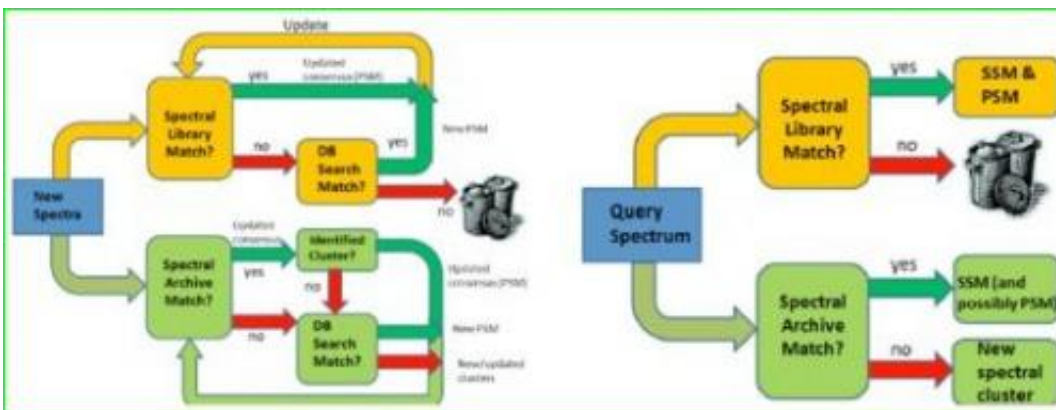 Update
yes
Updated
consensus (PSM)
Spectral
Library
Match?
no
DB
Search
Match?
yes
New PSM
no
New
Spectra
Updated
consensus
yes
Identified
Cluster?
Spectral
Archive
Match?
no
no
DB
Search
Match?
Updated
consensus (PSM)
New PSM
New/updated
clusters
yes
SSM &
PSM
Spectral
Library
Match?
no
Query
Spectrum
yes
SSM (and
possibly PSM)
Spectral
Archive
Match?
no
New
spectral
cluster